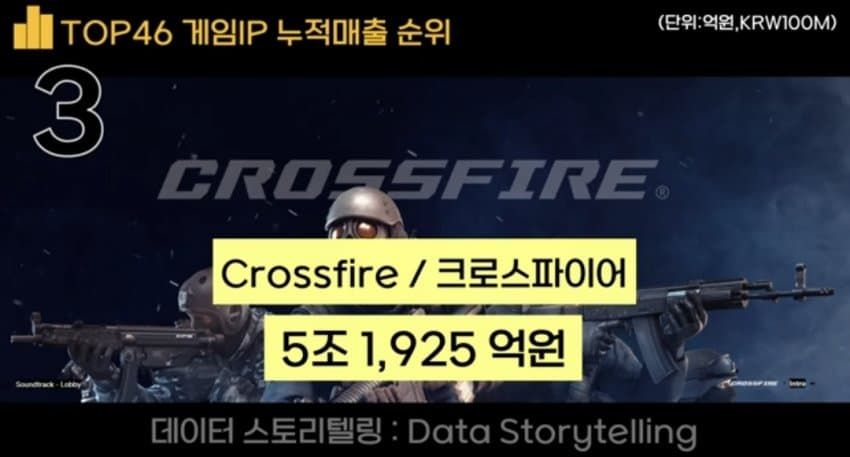 TOP46 게임IP 누적매출 순위
(단위:억원,KRW100M)
3
CROSSFIRE®
Crossfire / 크로스파이어
5조 1,925 억원
Soundtrack - Lobby
CROSSFIRE Intro
데이터 스토리텔링 : Data Storytelling